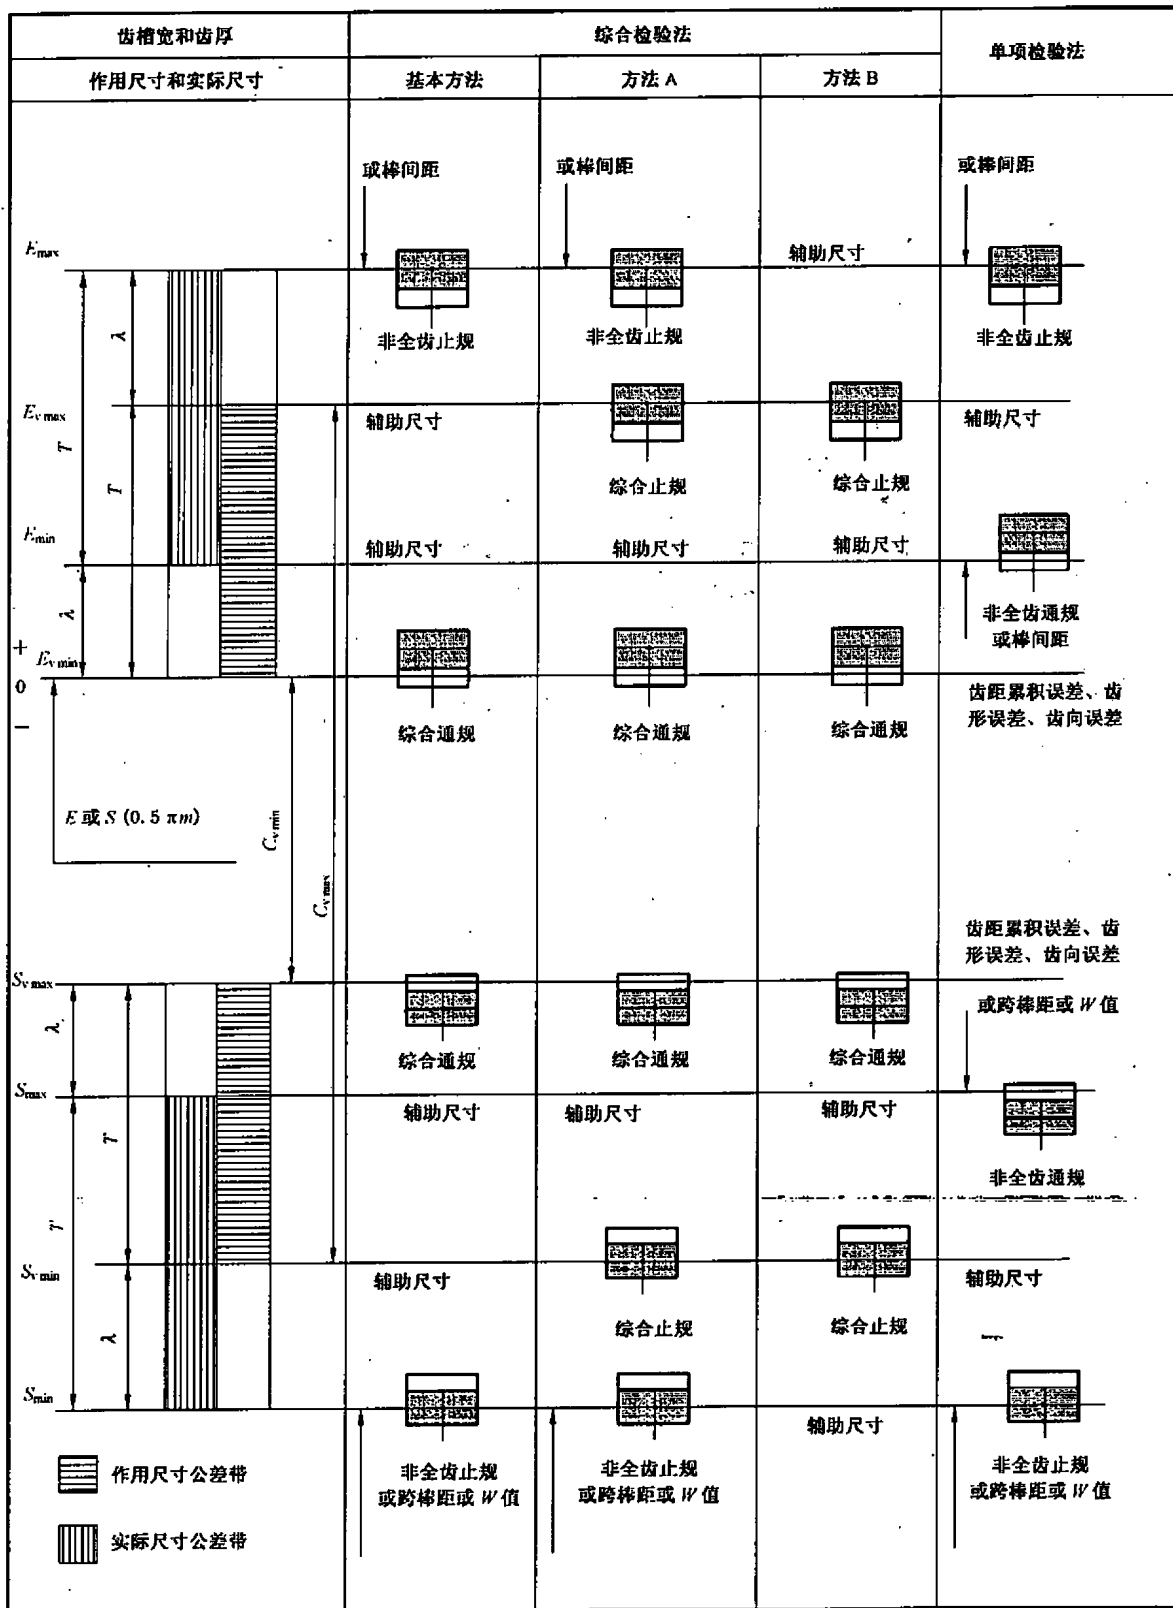 齿槽宽和齿厚
综合检验法
单项检验法
作用尺寸和实际尺寸
基本方法
方法 A
方法 B
或棒间距
或棒间距
或棒间距
E max
辅助尺寸
λ
非全齿止规
非全齿止规
非全齿止规
E v max
辅助尺寸
辅助尺寸
T
T
综合止规
综合止规
E min
辅助尺寸
辅助尺寸
辅助尺寸
λ
非全齿通规
或棒间距
+
E v min
0
−
齿距累积误差、齿
形误差、齿向误差
综合通规
综合通规
综合通规
E 或 S (0.5 πm)
C v min
C v max
齿距累积误差、齿
形误差、齿向误差
S v max
或跨棒距或 W 值
λ
综合通规
综合通规
综合通规
S max
辅助尺寸
辅助尺寸
辅助尺寸
T
非全齿通规
T
S v min
辅助尺寸
辅助尺寸
λ
综合止规
综合止规
S min
辅助尺寸
作用尺寸公差带
非全齿止规
或跨棒距或 W 值
非全齿止规
或跨棒距或 W 值
非全齿止规
或跨棒距或 W 值
实际尺寸公差带